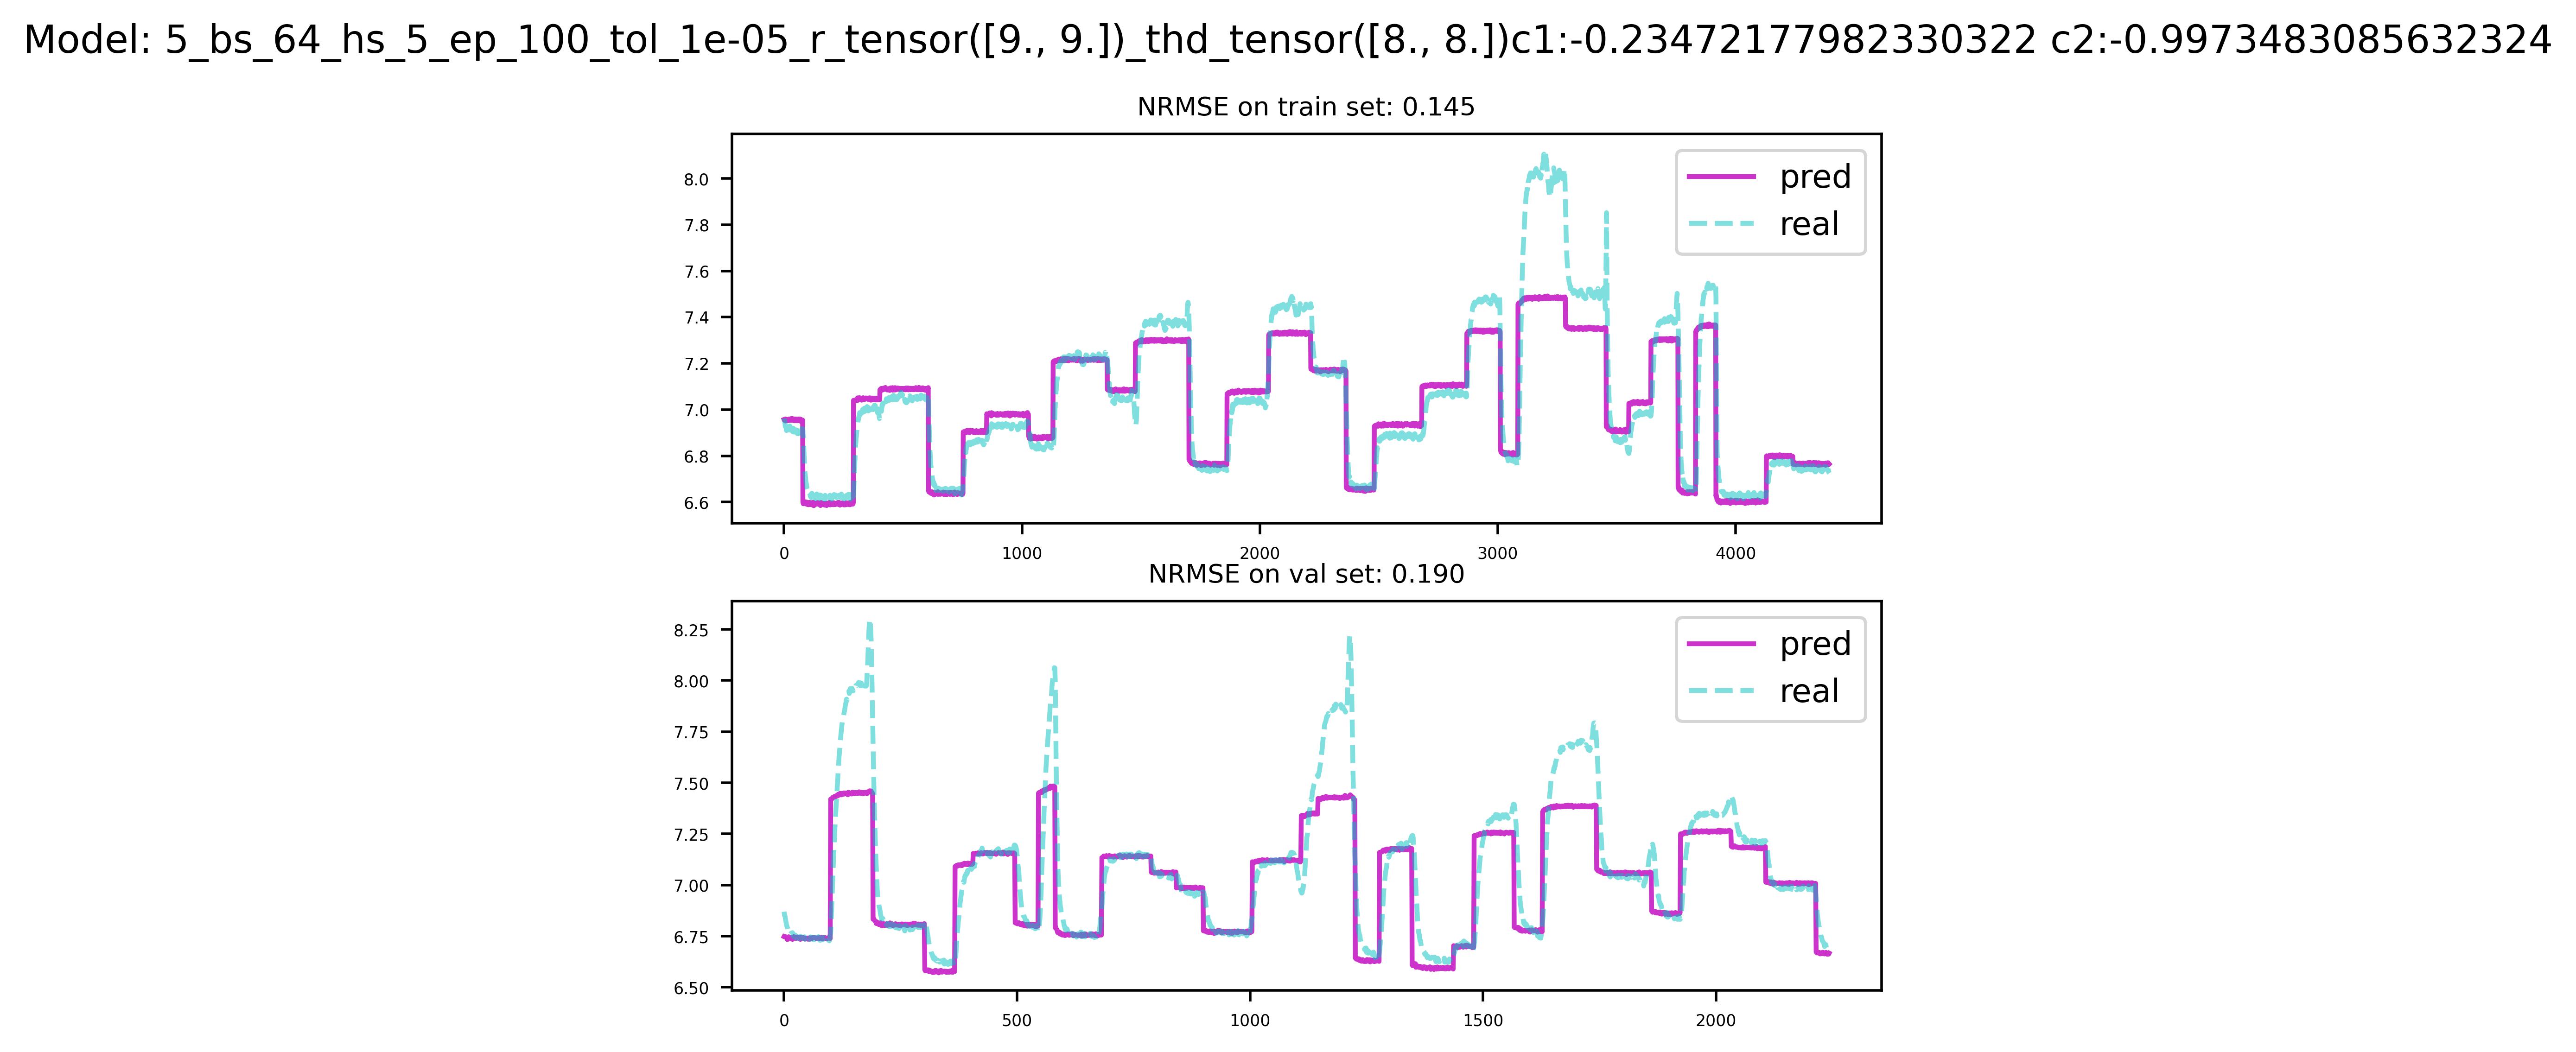 Model: 5_bs_64_hs_5_ep_100_tol_1e-05_r_tensor([9., 9.])_thd_tensor([8., 8.])c1:-0.23472177982330322 c2:-0.9973483085632324
NRMSE on train set: 0.145
pred
real
8.0
7.8
7.6
7.4
7.2
7.0
6.8
6.6
0 1000 2000 3000 4000
NRMSE on val set: 0.190
pred
real
8.25
8.00
7.75
7.50
7.25
7.00
6.75
6.50
0 500 1000 1500 2000